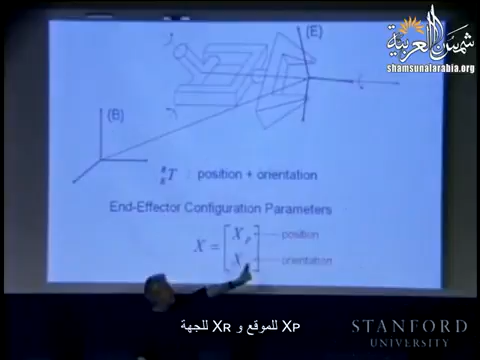 شمس العربية
shamsunalarabia.org
{E}
{B}
B
E T : position + orientation
End-Effector Configuration Parameters
X = [ X P position
X R orientation ]
XP للموقع و XR للجهة
STANFORD
UNIVERSITY